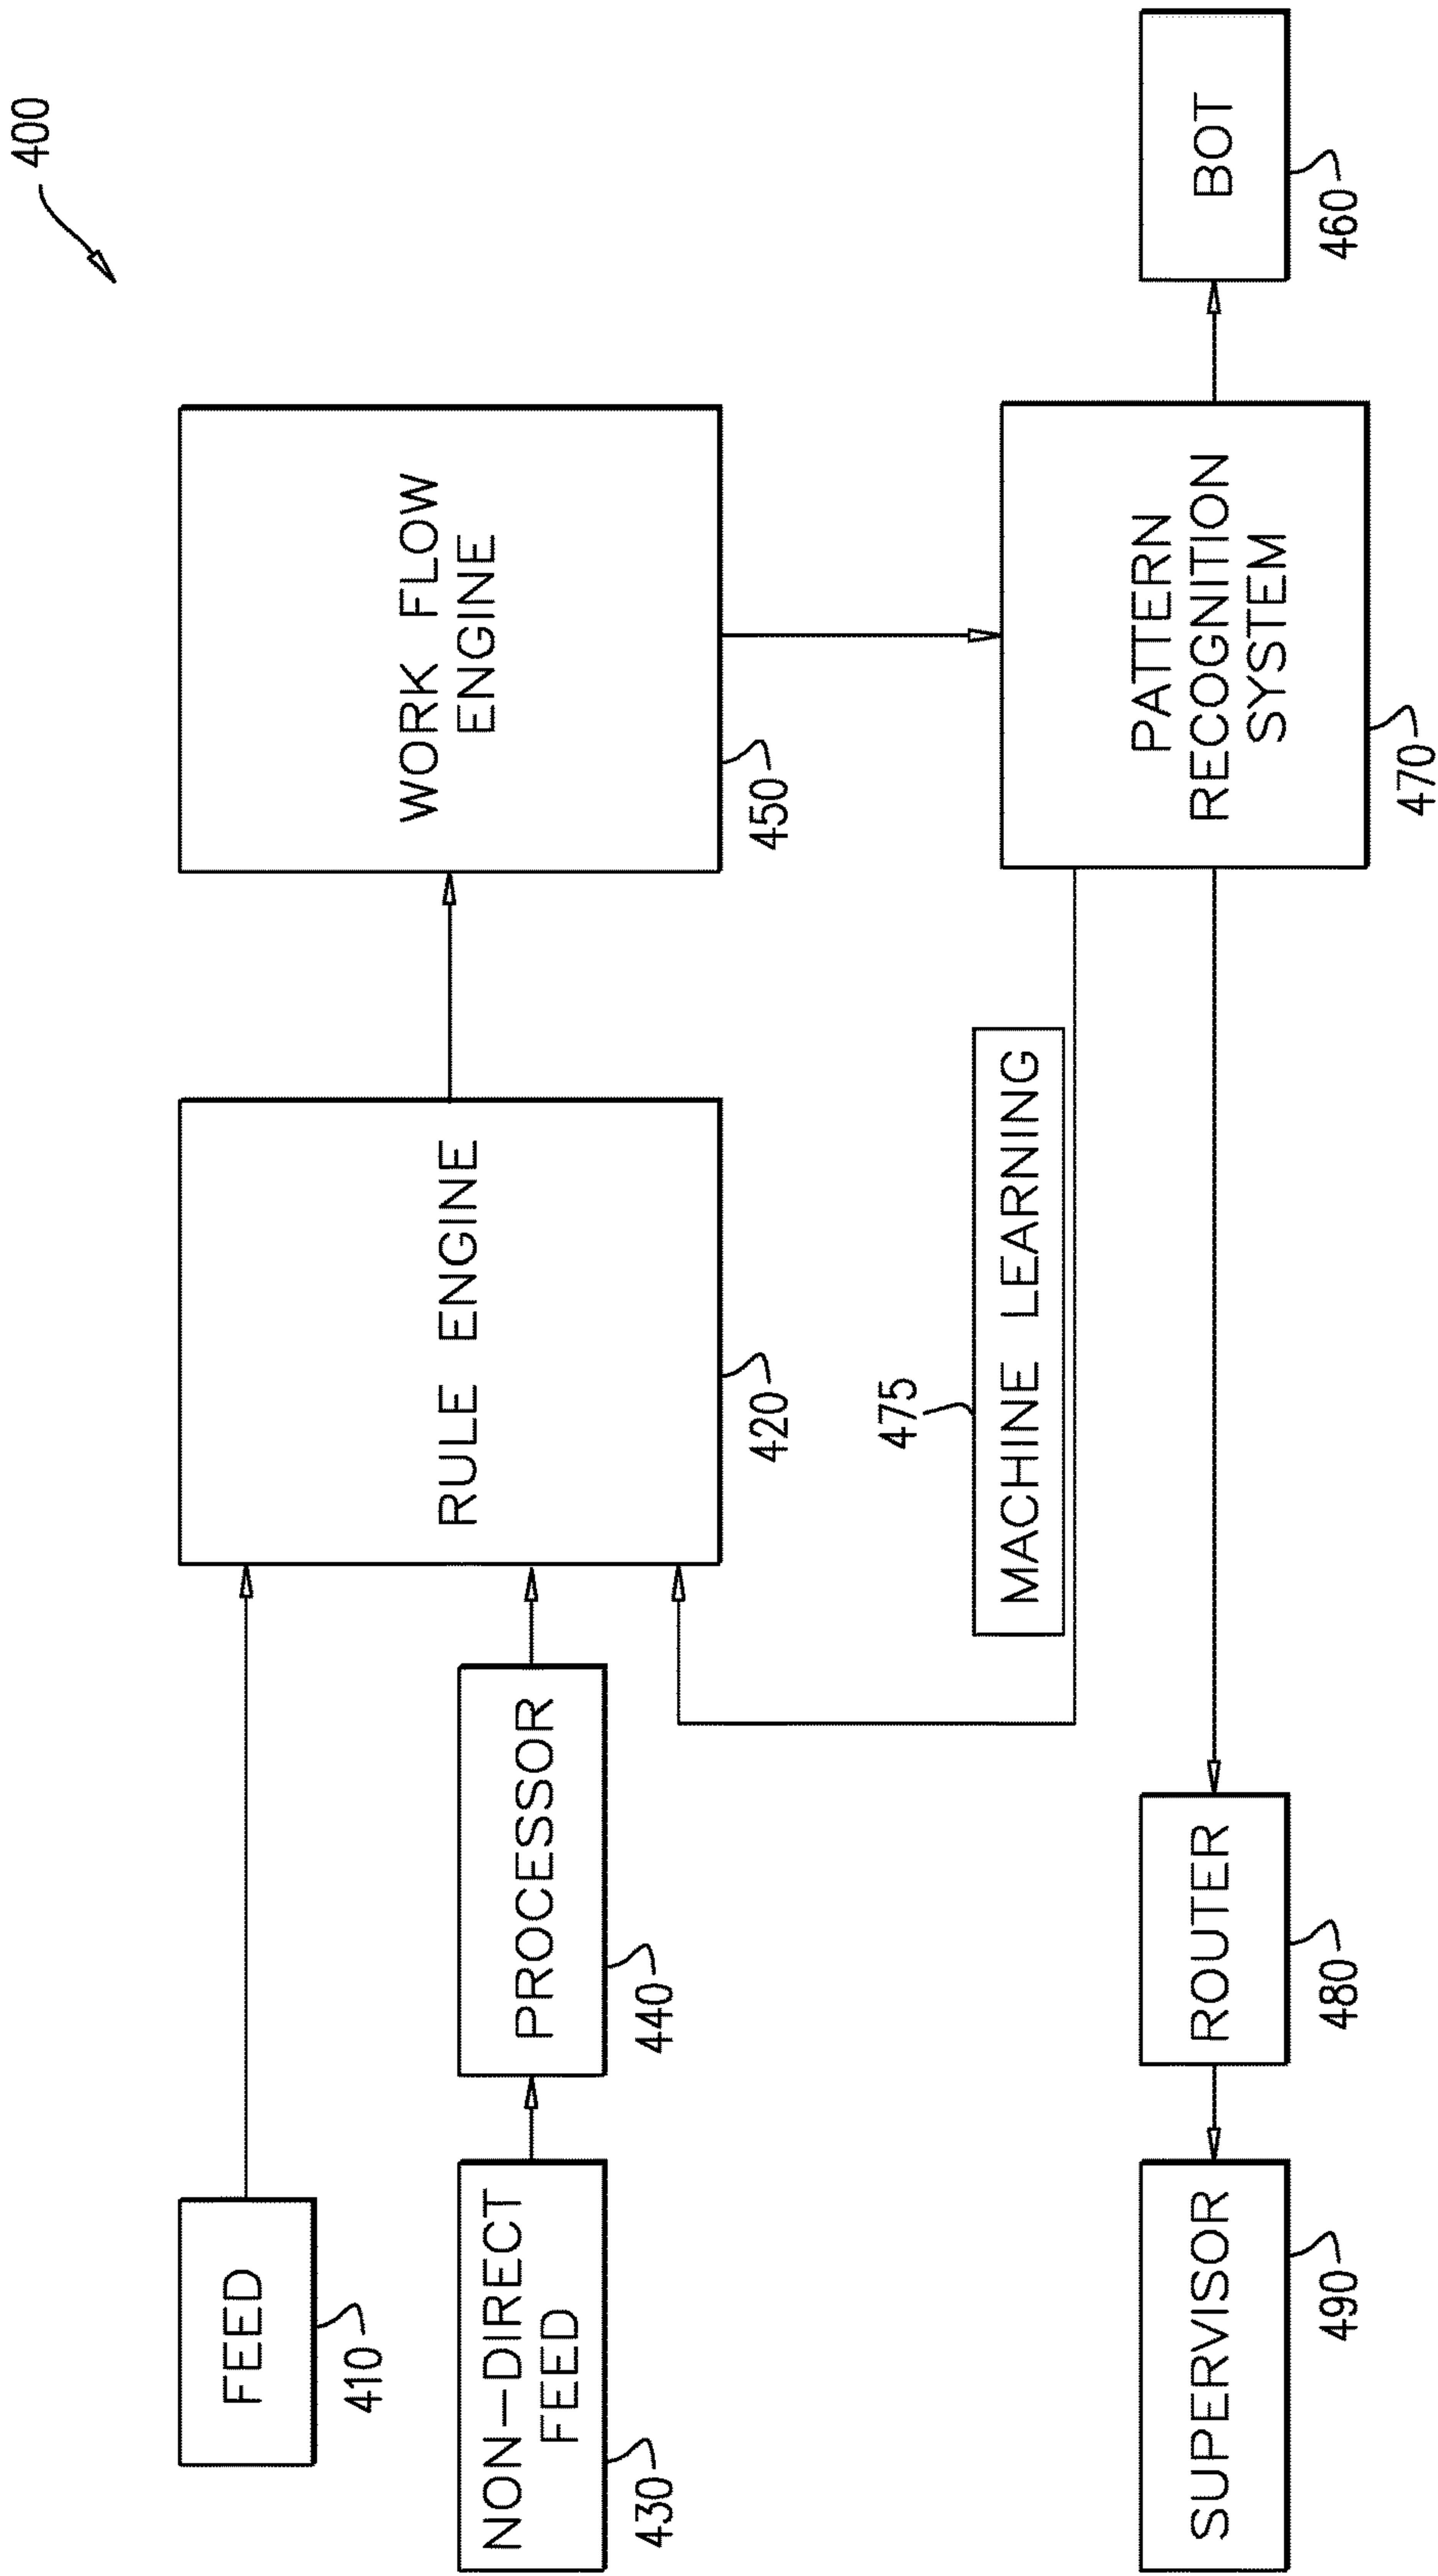 400
FEED
410
RULE ENGINE
420
WORK FLOW
ENGINE
450
NON-DIRECT
FEED
430
PROCESSOR
440
475
MACHINE LEARNING
SUPERVISOR
490
ROUTER
480
PATTERN
RECOGNITION
SYSTEM
470
BOT
460